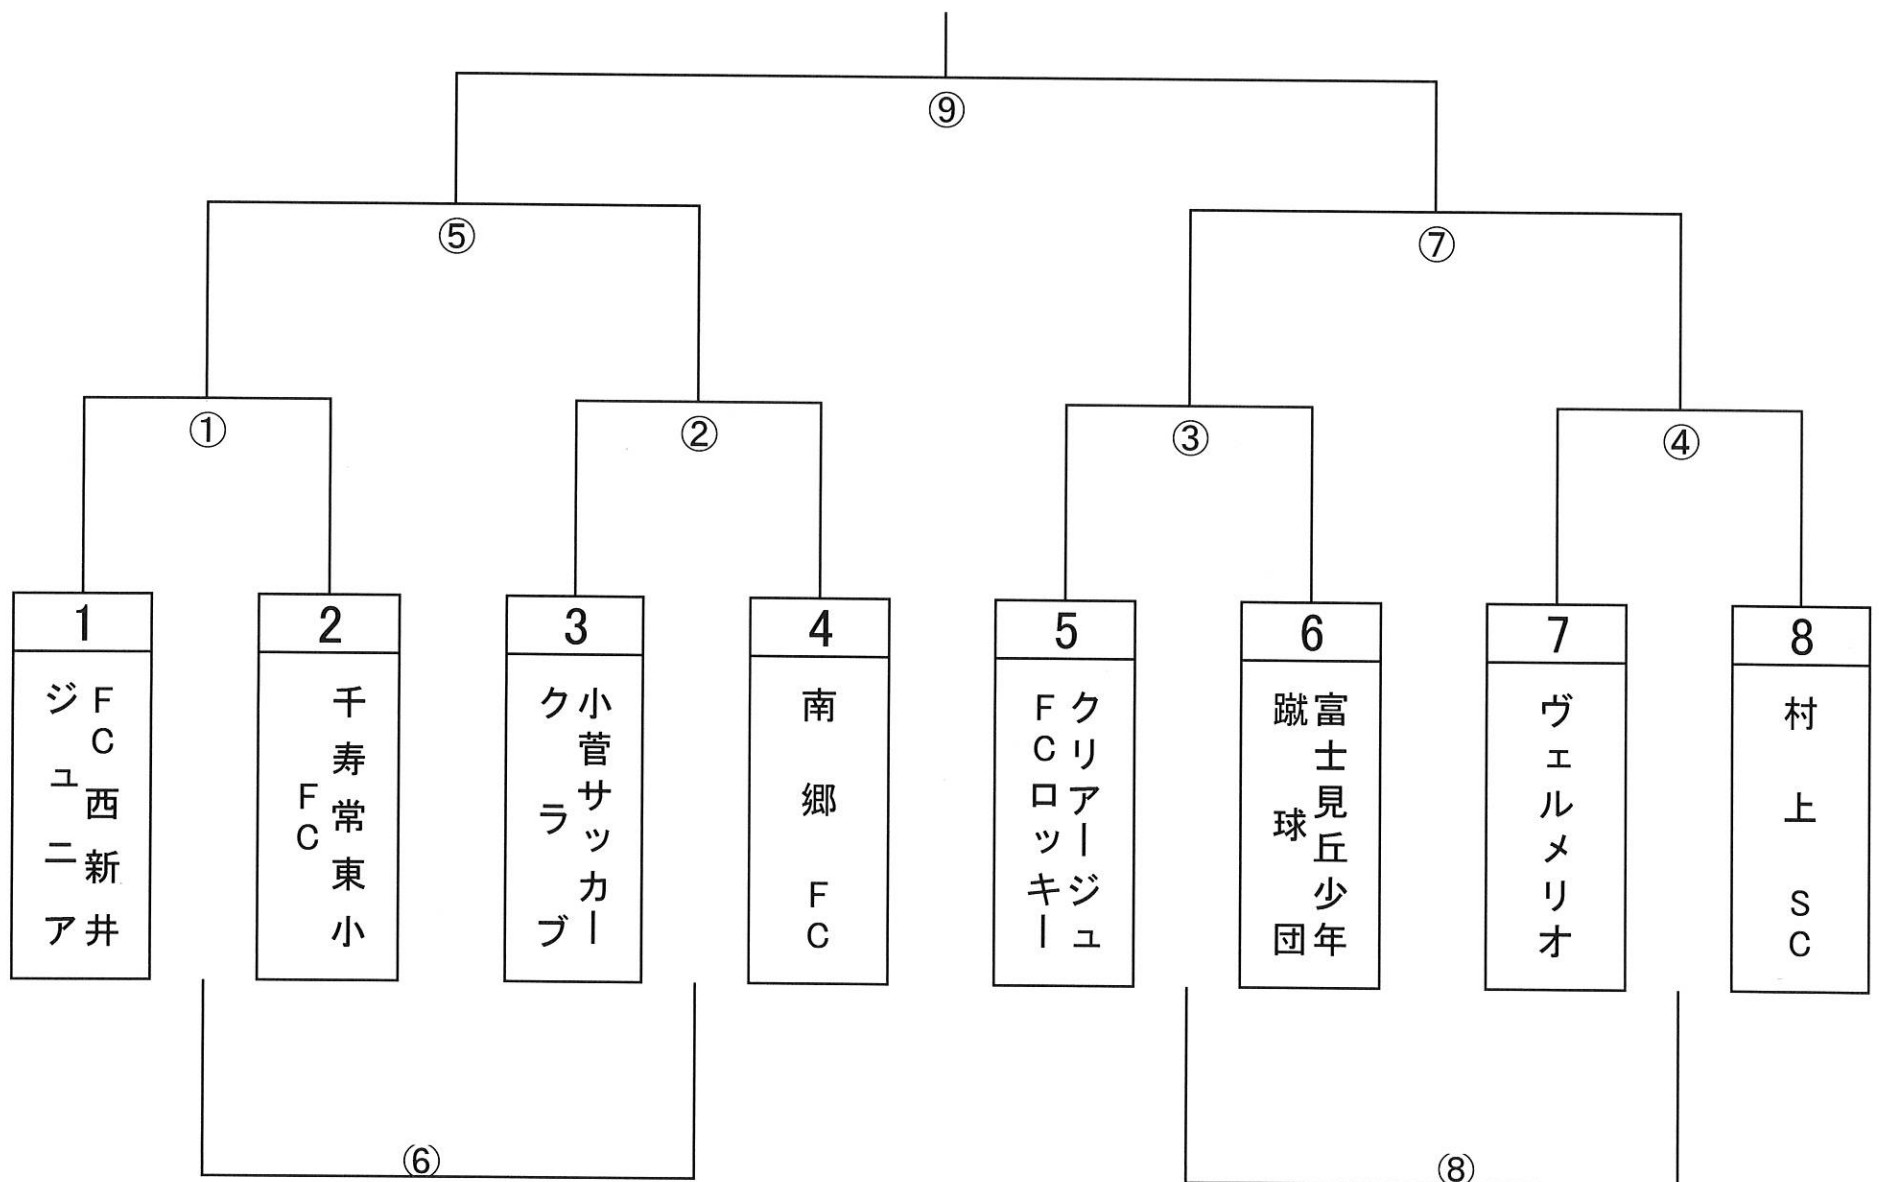 ⑨
⑤
⑦
①
②
③
④
1
2
3
4
5
6
7
8
FC西新井
ジュニア
千寿常東小
FC
小菅サッカー
クラブ
南郷FC
クリアージュ
FCロッキー
富士見丘少年
蹴球団
ヴェルメリオ
村上SC
⑥
⑧